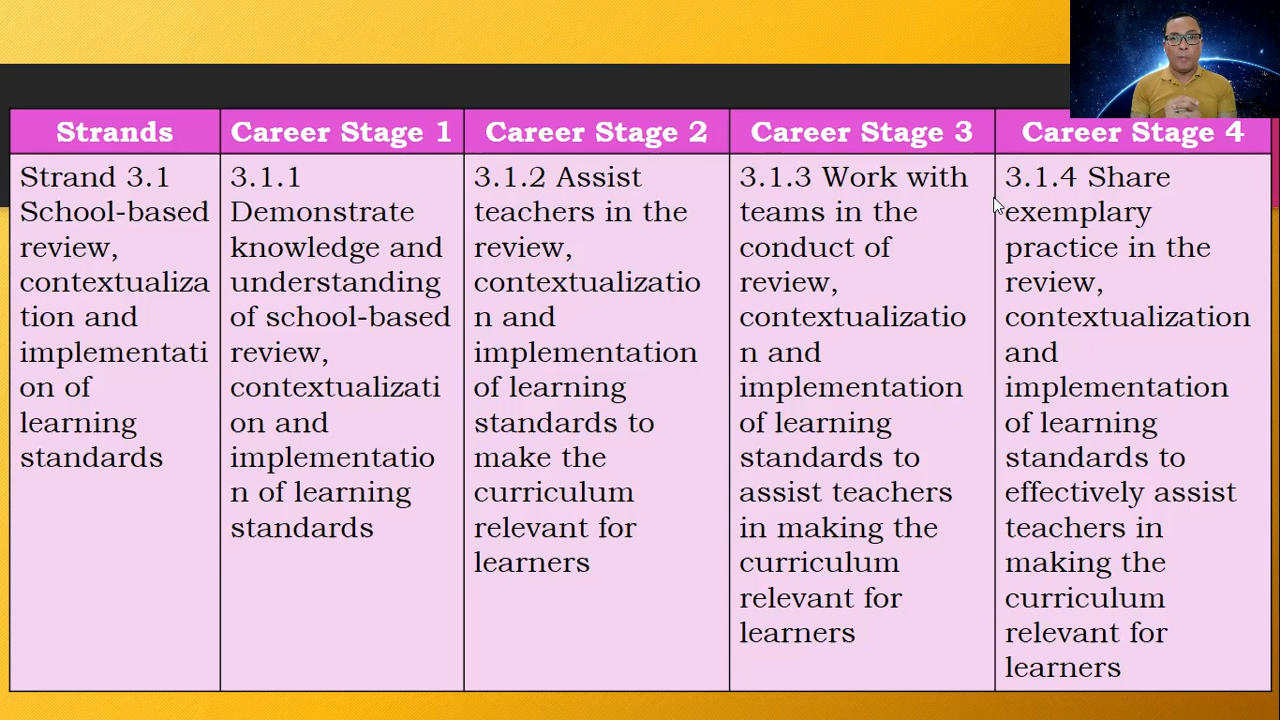 Strands
Career Stage 1
Career Stage 2
Career Stage 3
Career Stage 4
Strand 3.1
School-based
review,
contextualiza
tion and
implementati
on of
learning
standards
3.1.1
Demonstrate
knowledge and
understanding
of school-based
review,
contextualizati
on and
implementatio
n of learning
standards
3.1.2 Assist
teachers in the
review,
contextualizatio
n and
implementation
of learning
standards to
make the
curriculum
relevant for
learners
3.1.3 Work with
teams in the
conduct of
review,
contextualizatio
n and
implementation
of learning
standards to
assist teachers
in making the
curriculum
relevant for
learners
3.1.4 Share
exemplary
practice in the
review,
contextualization
and
implementation
of learning
standards to
effectively assist
teachers in
making the
curriculum
relevant for
learners